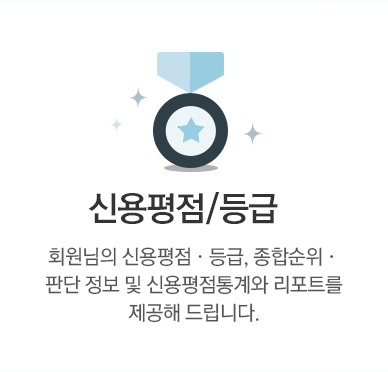 신용평점/등급
회원님의 신용평점 · 등급, 종합순위 ·
판단 정보 및 신용평점통계와 리포트를
제공해 드립니다.